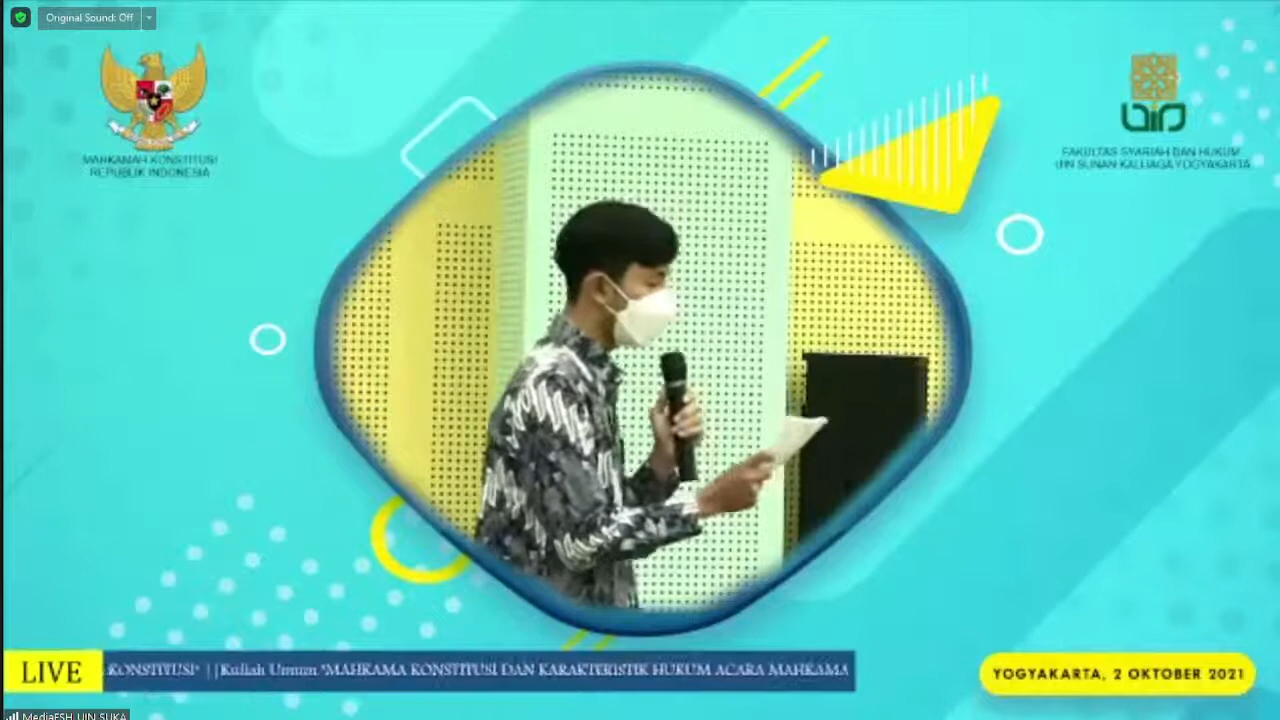 Original Sound: Off
MAHKAMAH KONSTITUSI
REPUBLIK INDONESIA
UIN
FAKULTAS SYARIAH DAN HUKUM
UIN SUNAN KALIJAGA YOGYAKARTA
LIVE
KONSTITUSI" ||Kuliah Umum "MAHKAMA KONSTITUSI DAN KARAKTERISTIK HUKUM ACARA MAHKAMA
YOGYAKARTA, 2 OKTOBER 2021
MediaFSH_UIN SUKA